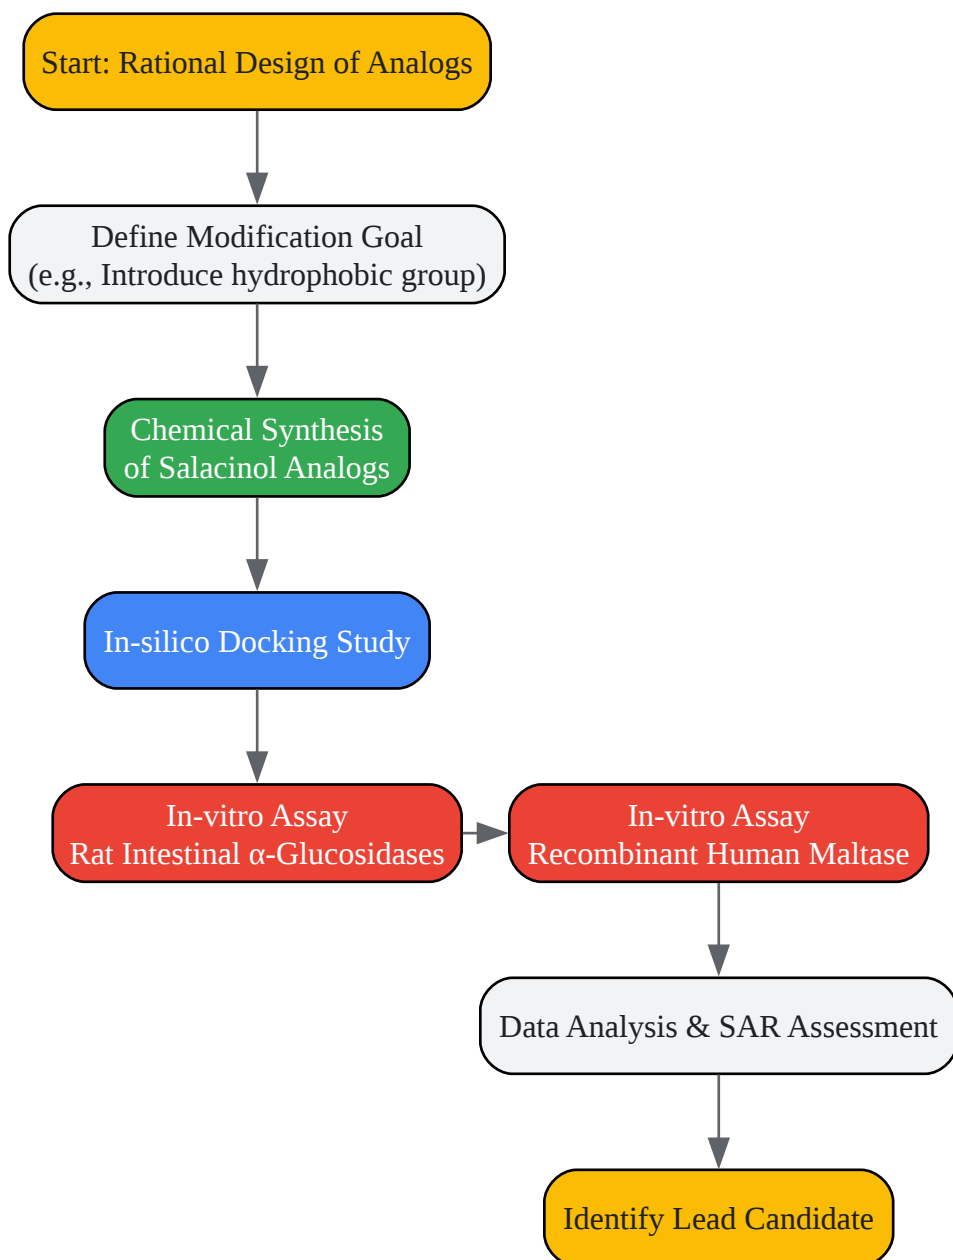 Start: Rational Design of Analogs
Define Modification Goal
(e.g., Introduce hydrophobic group)
Chemical Synthesis
of Salacinol Analogs
In-silico Docking Study
In-vitro Assay
Rat Intestinal α-Glucosidases
In-vitro Assay
Recombinant Human Maltase
Data Analysis & SAR Assessment
Identify Lead Candidate